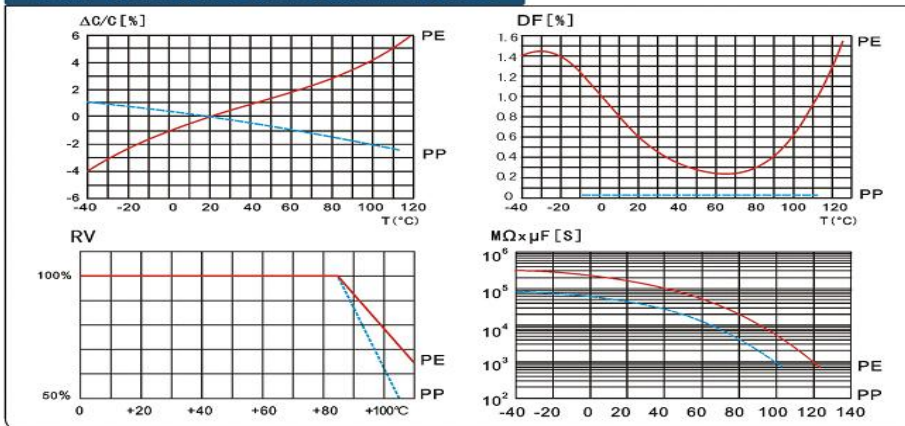 ΔC/C[%]
6
4
2
0
-2
-4
-6
PE
PP
-40 -20 0 20 40 60 80 100 120
T(°C)
DF[%]
1.6
1.4
1.2
1.0
0.8
0.6
0.4
0.2
0
PE
PP
-40 -20 0 20 40 60 80 100 120
T(°C)
RV
100%
50%
PE
PP
0 +20 +40 +60 +80 +100℃
MΩxμF[S]
10⁶
10⁵
10⁴
10³
10²
PE
PP
-40 -20 0 20 40 60 80 100 120 140